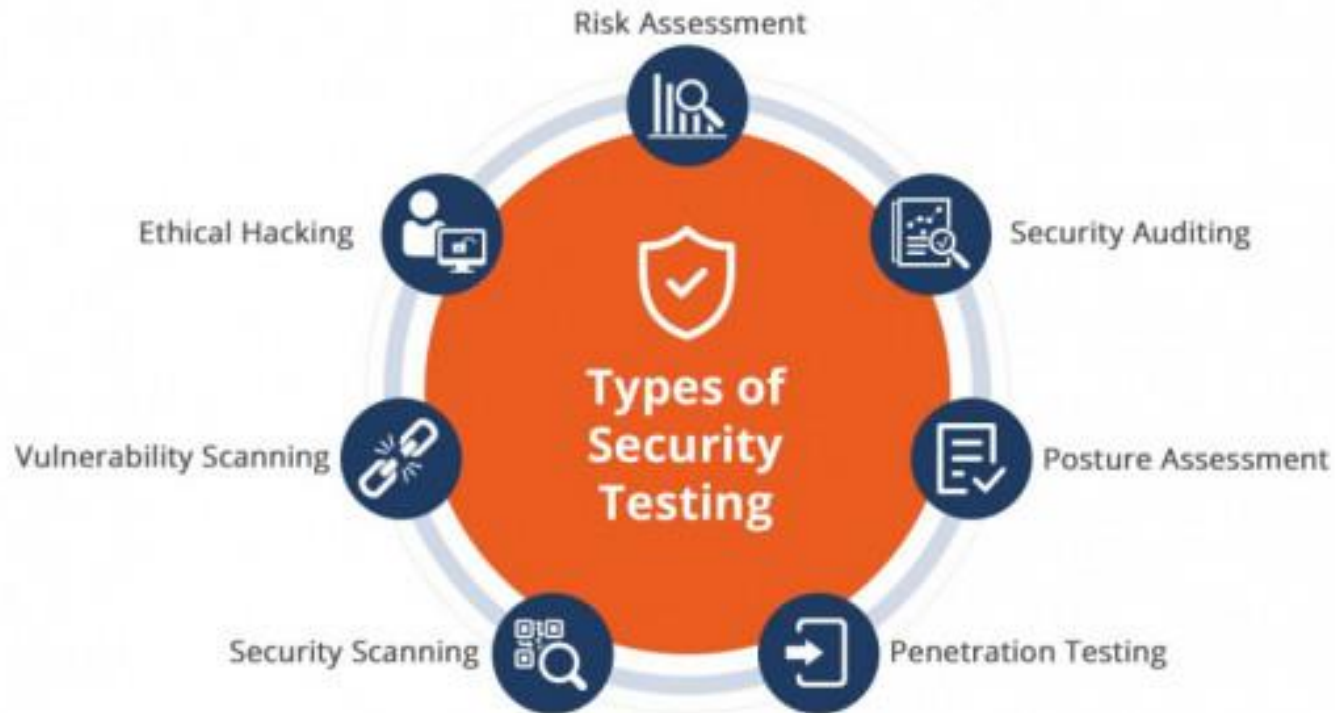 Risk Assessment
Ethical Hacking
Security Auditing
Types of
Security
Testing
Vulnerability Scanning
Posture Assessment
Security Scanning
Penetration Testing